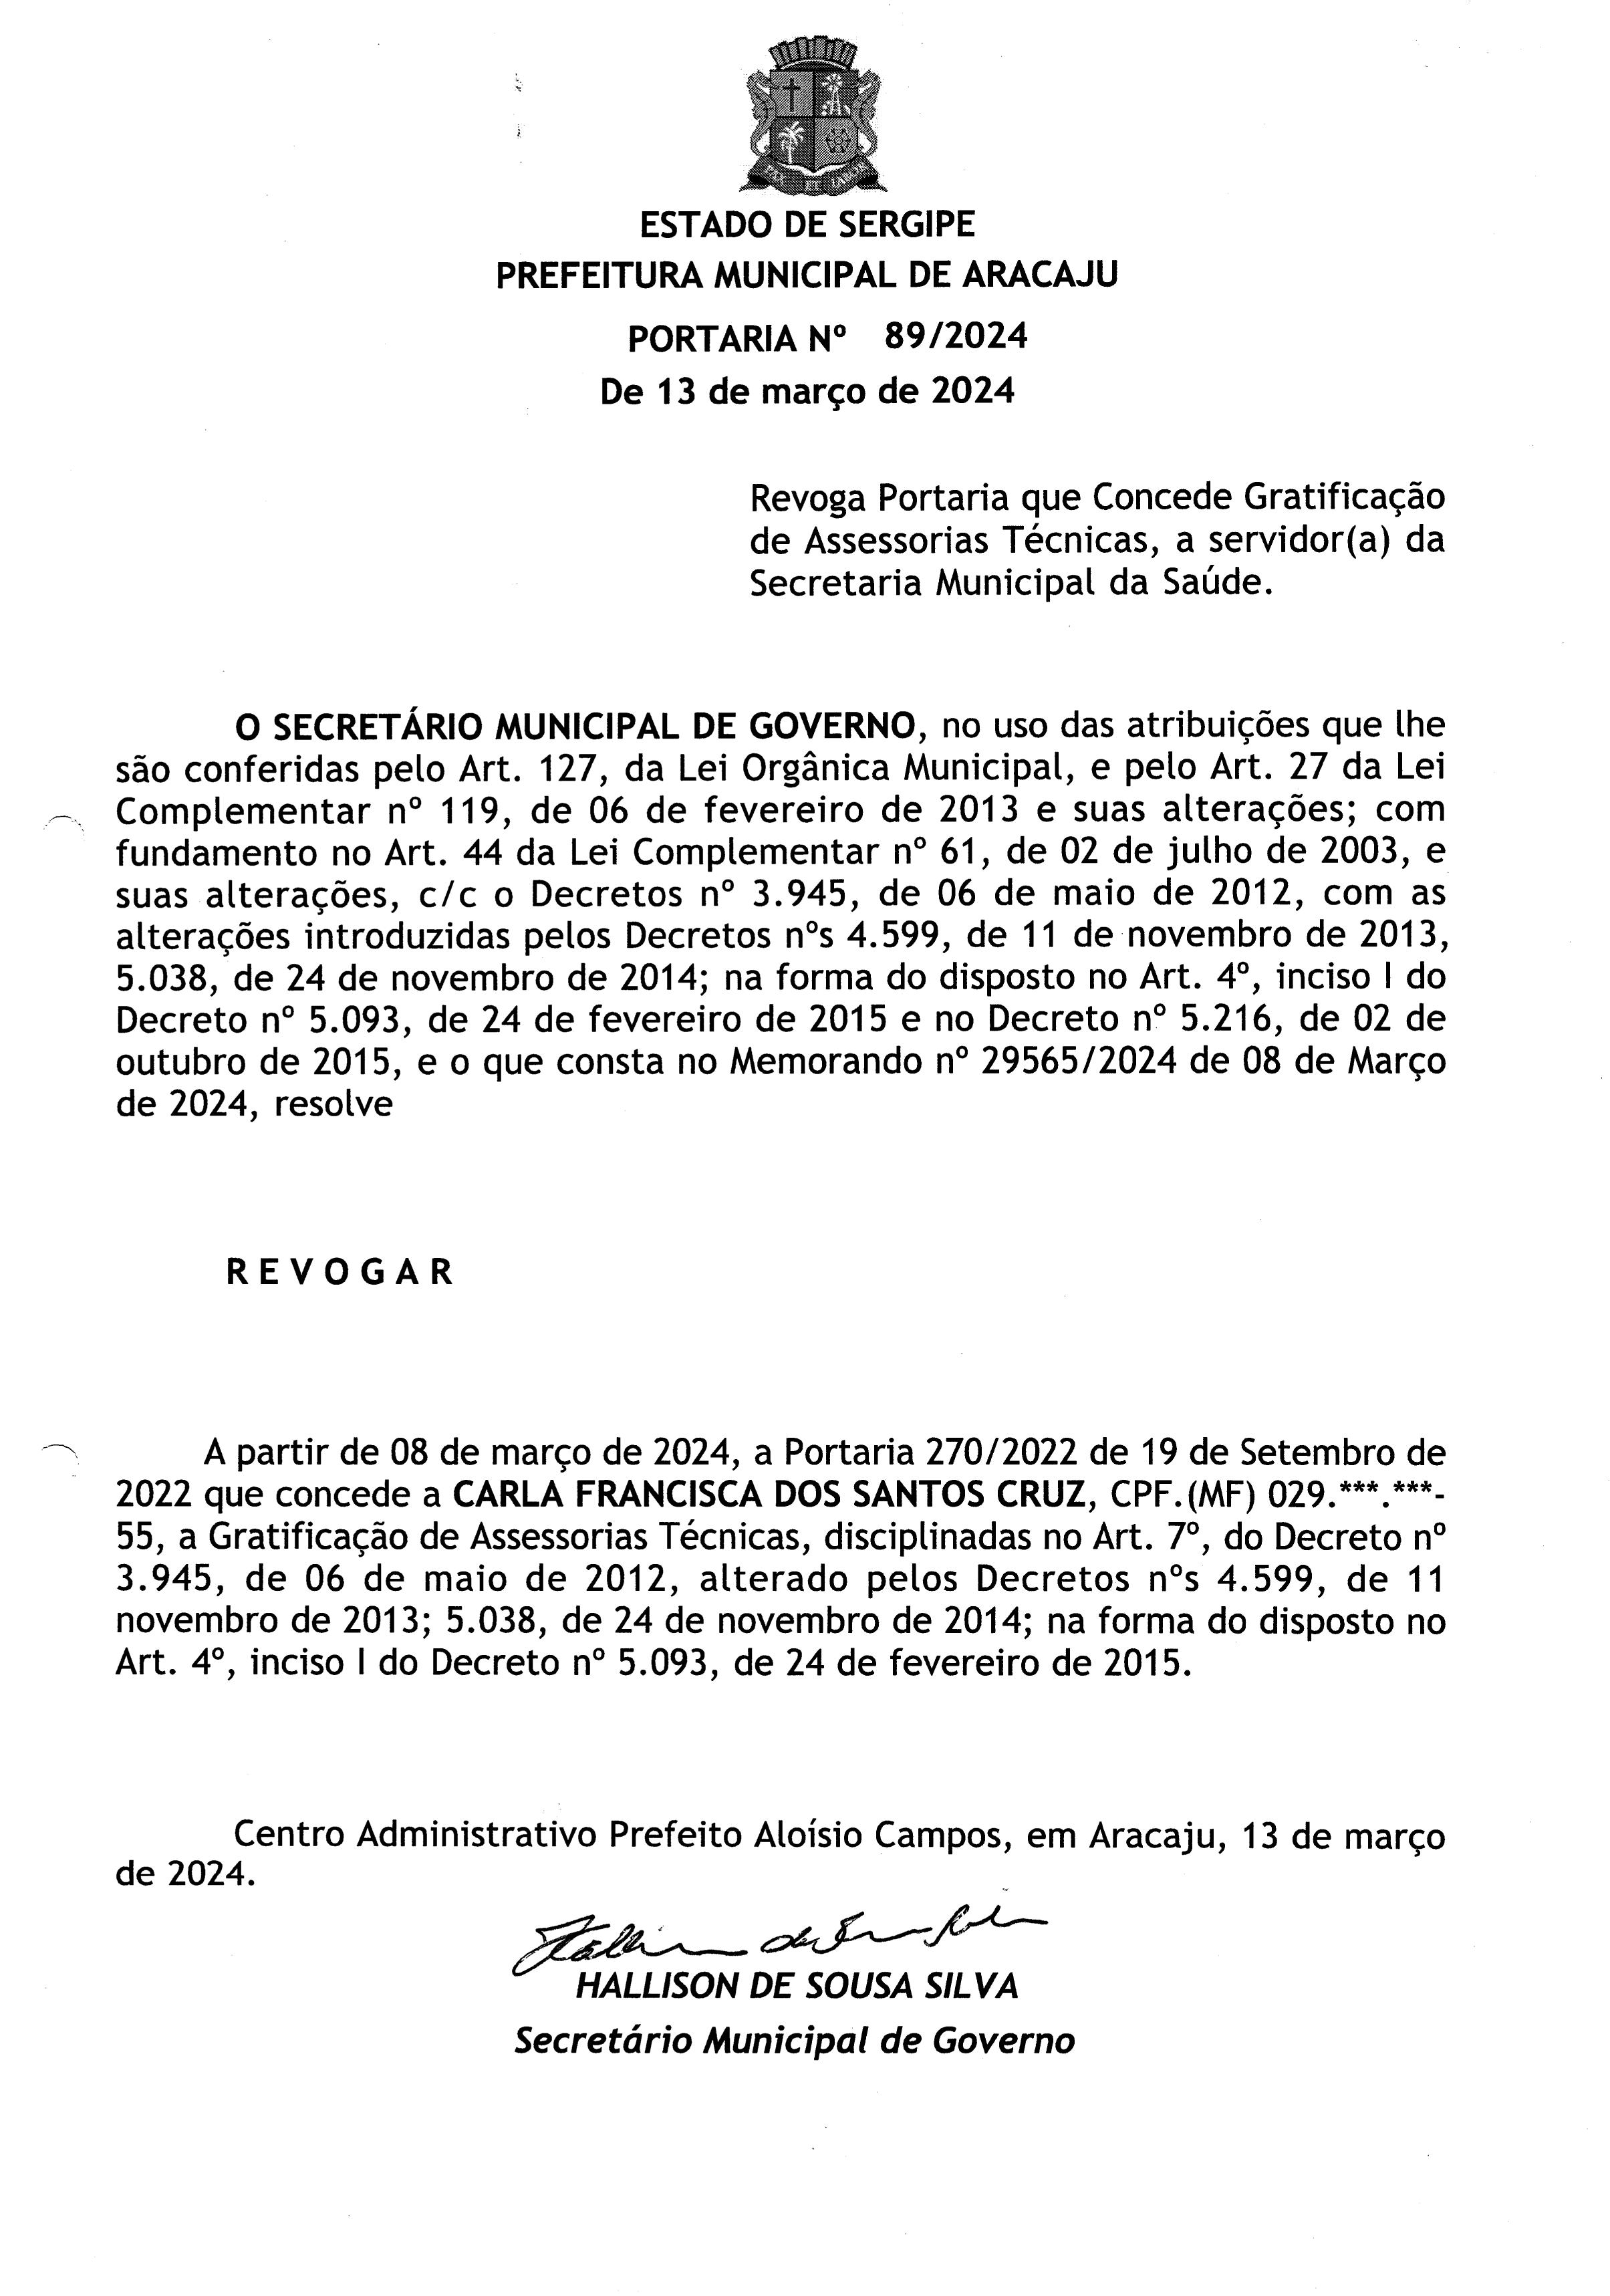 PAX ET LABOR
ESTADO DE SERGIPE
PREFEITURA MUNICIPAL DE ARACAJU
PORTARIA Nº 89/2024
De 13 de março de 2024
Revoga Portaria que Concede Gratificação
de Assessorias Técnicas, a servidor(a) da
Secretaria Municipal da Saúde.
O SECRETÁRIO MUNICIPAL DE GOVERNO, no uso das atribuições que lhe
são conferidas pelo Art. 127, da Lei Orgânica Municipal, e pelo Art. 27 da Lei
Complementar nº 119, de 06 de fevereiro de 2013 e suas alterações; com
fundamento no Art. 44 da Lei Complementar nº 61, de 02 de julho de 2003, e
suas alterações, c/c o Decretos nº 3.945, de 06 de maio de 2012, com as
alterações introduzidas pelos Decretos nºs 4.599, de 11 de novembro de 2013,
5.038, de 24 de novembro de 2014; na forma do disposto no Art. 4º, inciso I do
Decreto nº 5.093, de 24 de fevereiro de 2015 e no Decreto nº 5.216, de 02 de
outubro de 2015, e o que consta no Memorando nº 29565/2024 de 08 de Março
de 2024, resolve
R E V O G A R
A partir de 08 de março de 2024, a Portaria 270/2022 de 19 de Setembro de
2022 que concede a CARLA FRANCISCA DOS SANTOS CRUZ, CPF.(MF) 029.***.***-
55, a Gratificação de Assessorias Técnicas, disciplinadas no Art. 7º, do Decreto nº
3.945, de 06 de maio de 2012, alterado pelos Decretos nºs 4.599, de 11
novembro de 2013; 5.038, de 24 de novembro de 2014; na forma do disposto no
Art. 4º, inciso I do Decreto nº 5.093, de 24 de fevereiro de 2015.
Centro Administrativo Prefeito Aloísio Campos, em Aracaju, 13 de março
de 2024.
HALLISON DE SOUSA SILVA
Secretário Municipal de Governo